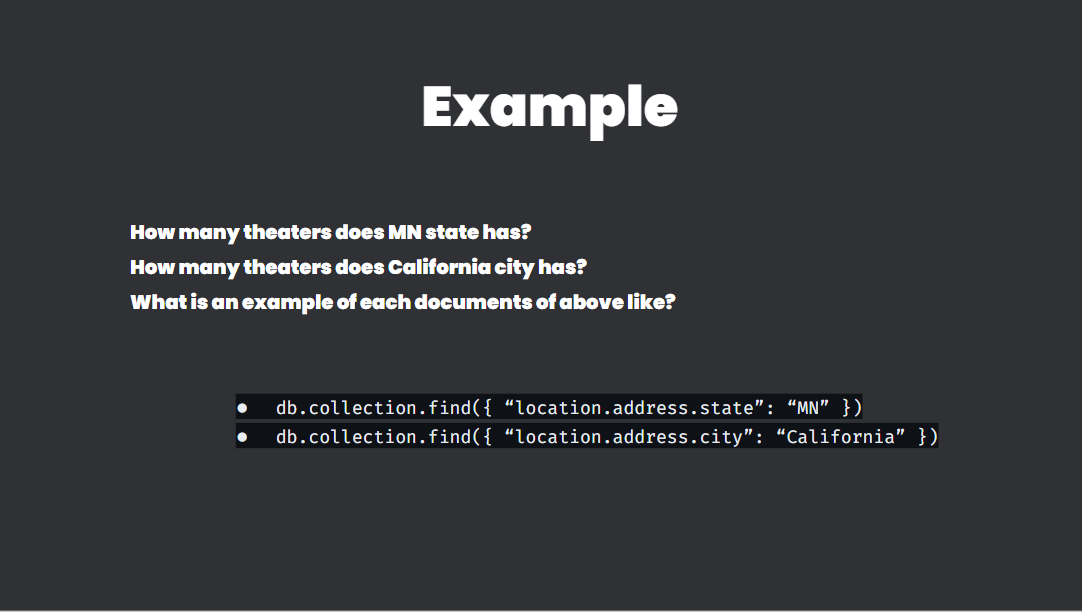 Example
How many theaters does MN state has?
How many theaters does California city has?
What is an example of each documents of above like?
● db.collection.find({ “location.address.state”: “MN” })
● db.collection.find({ “location.address.city”: “California” })